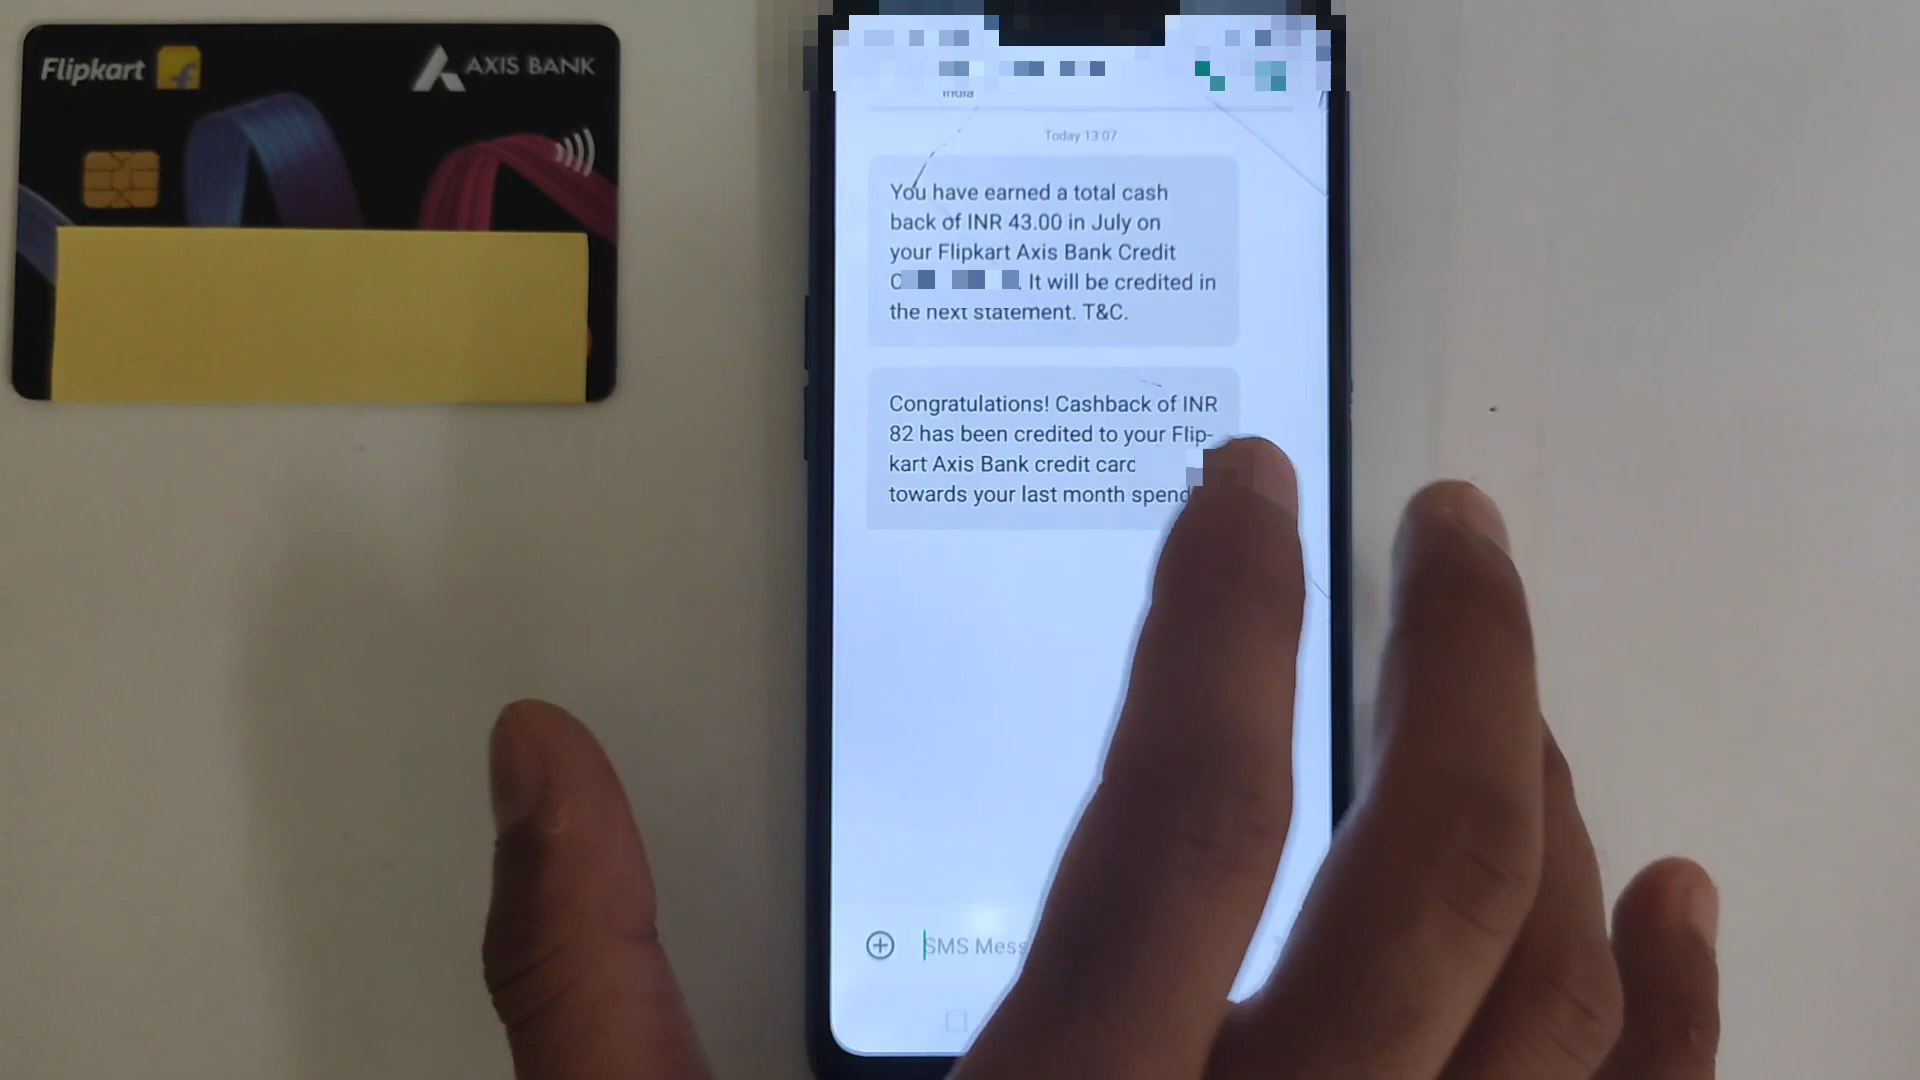 Flipkart
AXIS BANK
India
Today 13:07
You have earned a total cash
back of INR 43.00 in July on
your Flipkart Axis Bank Credit
It will be credited in
the next statement. T&C.
Congratulations! Cashback of INR
82 has been credited to your Flip-
kart Axis Bank credit card
towards your last month spend
SMS Mess